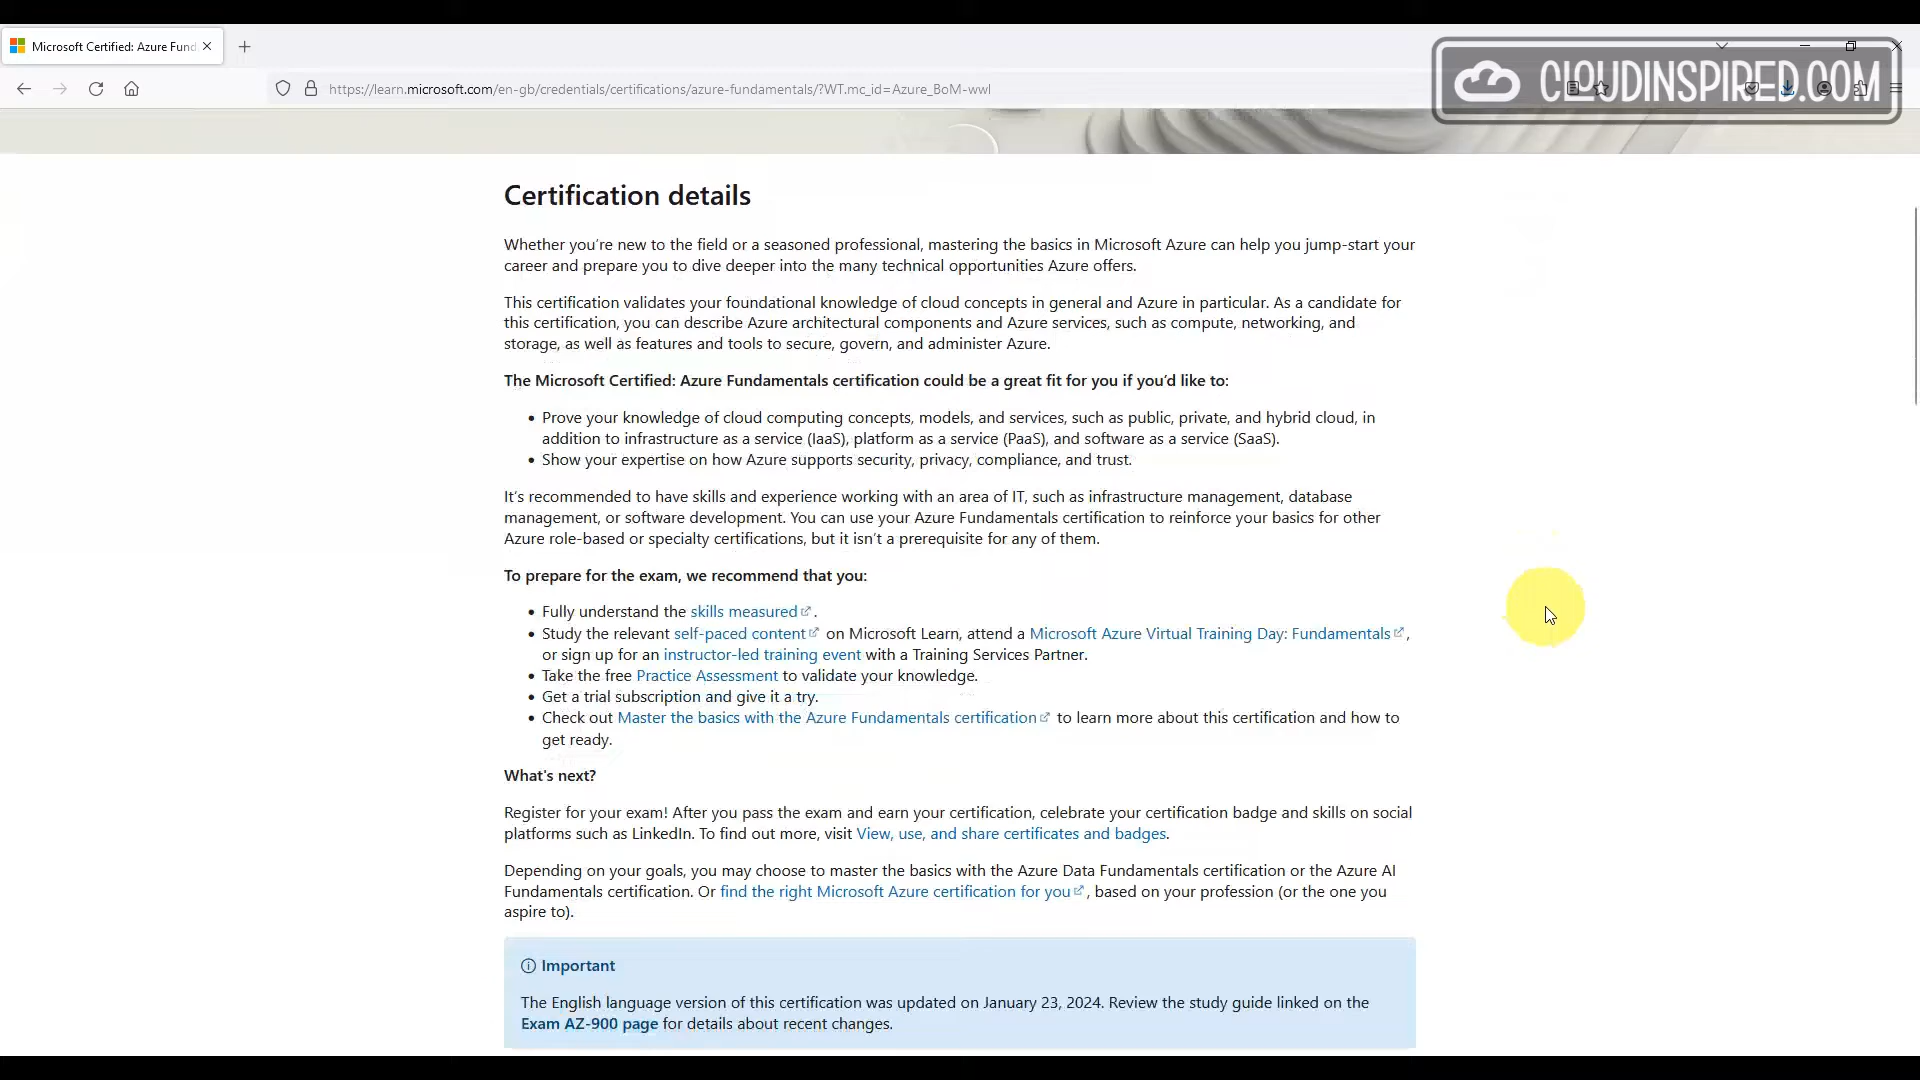 Microsoft Certified: Azure Fund
CLOUDINSPIRED.COM
https://learn.microsoft.com/en-gb/credentials/certifications/azure-fundamentals/?WT.mc_id=Azure_BoM-wwl
Certification details
Whether you're new to the field or a seasoned professional, mastering the basics in Microsoft Azure can help you jump-start your
career and prepare you to dive deeper into the many technical opportunities Azure offers.
This certification validates your foundational knowledge of cloud concepts in general and Azure in particular. As a candidate for
this certification, you can describe Azure architectural components and Azure services, such as compute, networking, and
storage, as well as features and tools to secure, govern, and administer Azure.
The Microsoft Certified: Azure Fundamentals certification could be a great fit for you if you'd like to:
• Prove your knowledge of cloud computing concepts, models, and services, such as public, private, and hybrid cloud, in
addition to infrastructure as a service (IaaS), platform as a service (PaaS), and software as a service (SaaS).
• Show your expertise on how Azure supports security, privacy, compliance, and trust.
It's recommended to have skills and experience working with an area of IT, such as infrastructure management, database
management, or software development. You can use your Azure Fundamentals certification to reinforce your basics for other
Azure role-based or specialty certifications, but it isn't a prerequisite for any of them.
To prepare for the exam, we recommend that you:
• Fully understand the skills measured.
• Study the relevant self-paced content on Microsoft Learn, attend a Microsoft Azure Virtual Training Day: Fundamentals,
or sign up for an instructor-led training event with a Training Services Partner.
• Take the free Practice Assessment to validate your knowledge.
• Get a trial subscription and give it a try.
• Check out Master the basics with the Azure Fundamentals certification to learn more about this certification and how to
get ready.
What's next?
Register for your exam! After you pass the exam and earn your certification, celebrate your certification badge and skills on social
platforms such as LinkedIn. To find out more, visit View, use, and share certificates and badges.
Depending on your goals, you may choose to master the basics with the Azure Data Fundamentals certification or the Azure AI
Fundamentals certification. Or find the right Microsoft Azure certification for you, based on your profession (or the one you
aspire to).
Important
The English language version of this certification was updated on January 23, 2024. Review the study guide linked on the
Exam AZ-900 page for details about recent changes.